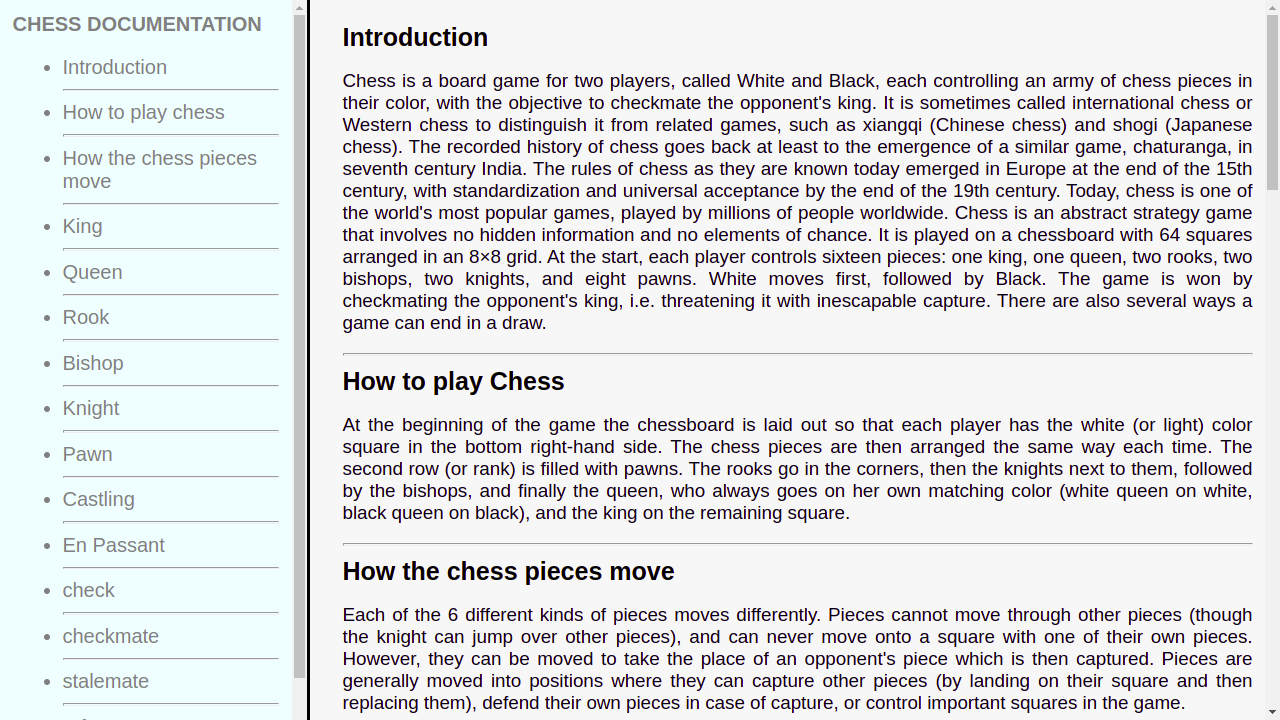 CHESS DOCUMENTATION
Introduction
How to play chess
How the chess pieces
move
King
Queen
Rook
Bishop
Knight
Pawn
Castling
En Passant
check
checkmate
stalemate
Introduction
Chess is a board game for two players, called White and Black, each controlling an army of chess pieces in
their color, with the objective to checkmate the opponent's king. It is sometimes called international chess or
Western chess to distinguish it from related games, such as xiangqi (Chinese chess) and shogi (Japanese
chess). The recorded history of chess goes back at least to the emergence of a similar game, chaturanga, in
seventh century India. The rules of chess as they are known today emerged in Europe at the end of the 15th
century, with standardization and universal acceptance by the end of the 19th century. Today, chess is one of
the world's most popular games, played by millions of people worldwide. Chess is an abstract strategy game
that involves no hidden information and no elements of chance. It is played on a chessboard with 64 squares
arranged in an 8×8 grid. At the start, each player controls sixteen pieces: one king, one queen, two rooks, two
bishops, two knights, and eight pawns. White moves first, followed by Black. The game is won by
checkmating the opponent's king, i.e. threatening it with inescapable capture. There are also several ways a
game can end in a draw.
How to play Chess
At the beginning of the game the chessboard is laid out so that each player has the white (or light) color
square in the bottom right-hand side. The chess pieces are then arranged the same way each time. The
second row (or rank) is filled with pawns. The rooks go in the corners, then the knights next to them, followed
by the bishops, and finally the queen, who always goes on her own matching color (white queen on white,
black queen on black), and the king on the remaining square.
How the chess pieces move
Each of the 6 different kinds of pieces moves differently. Pieces cannot move through other pieces (though
the knight can jump over other pieces), and can never move onto a square with one of their own pieces.
However, they can be moved to take the place of an opponent's piece which is then captured. Pieces are
generally moved into positions where they can capture other pieces (by landing on their square and then
replacing them), defend their own pieces in case of capture, or control important squares in the game.